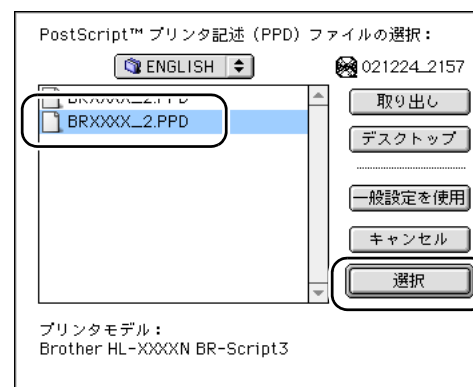 PostScript™ プリンタ記述（PPD）ファイルの選択：
ENGLISH
021224_2157
BRXXXX_2.PPD
取り出し
BRXXXX_2.PPD
デスクトップ
一般設定を使用
キャンセル
選択
プリンタモデル：
Brother HL-XXXXN BR-Script3